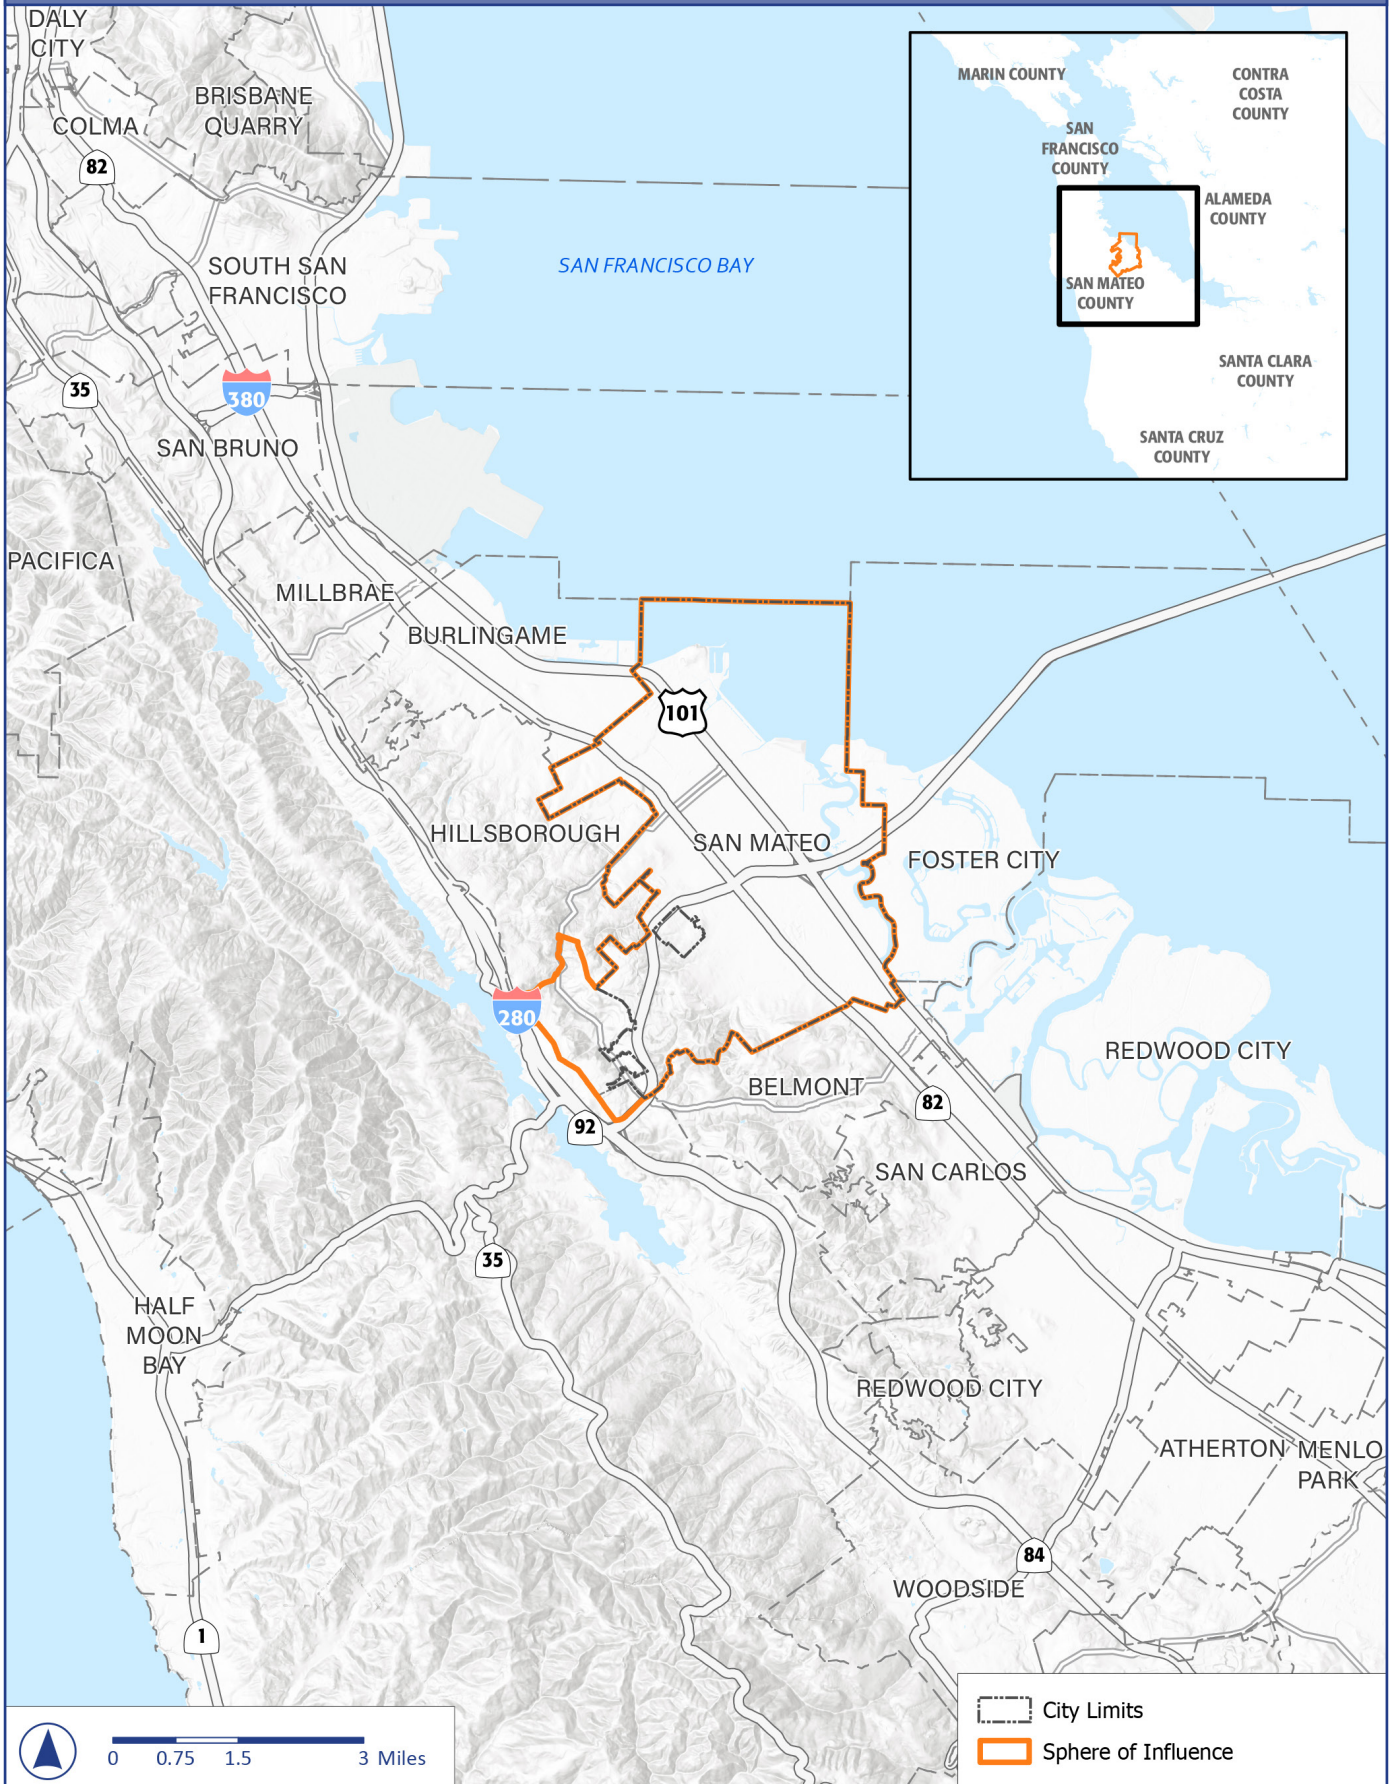 DALY
CITY
BRISBANE
QUARRY
COLMA
82
SOUTH SAN
FRANCISCO
SAN FRANCISCO BAY
MARIN COUNTY
CONTRA
COSTA
COUNTY
SAN
FRANCISCO
COUNTY
ALAMEDA
COUNTY
SAN MATEO
COUNTY
SANTA CLARA
COUNTY
SANTA CRUZ
COUNTY
35
380
SAN BRUNO
PACIFICA
MILLBRAE
BURLINGAME
101
HILLSBOROUGH
SAN MATEO
FOSTER CITY
280
REDWOOD CITY
BELMONT
82
92
SAN CARLOS
35
HALF
MOON
BAY
REDWOOD CITY
ATHERTON
MENLO
PARK
84
WOODSIDE
1
0
0.75
1.5
3 Miles
City Limits
Sphere of Influence